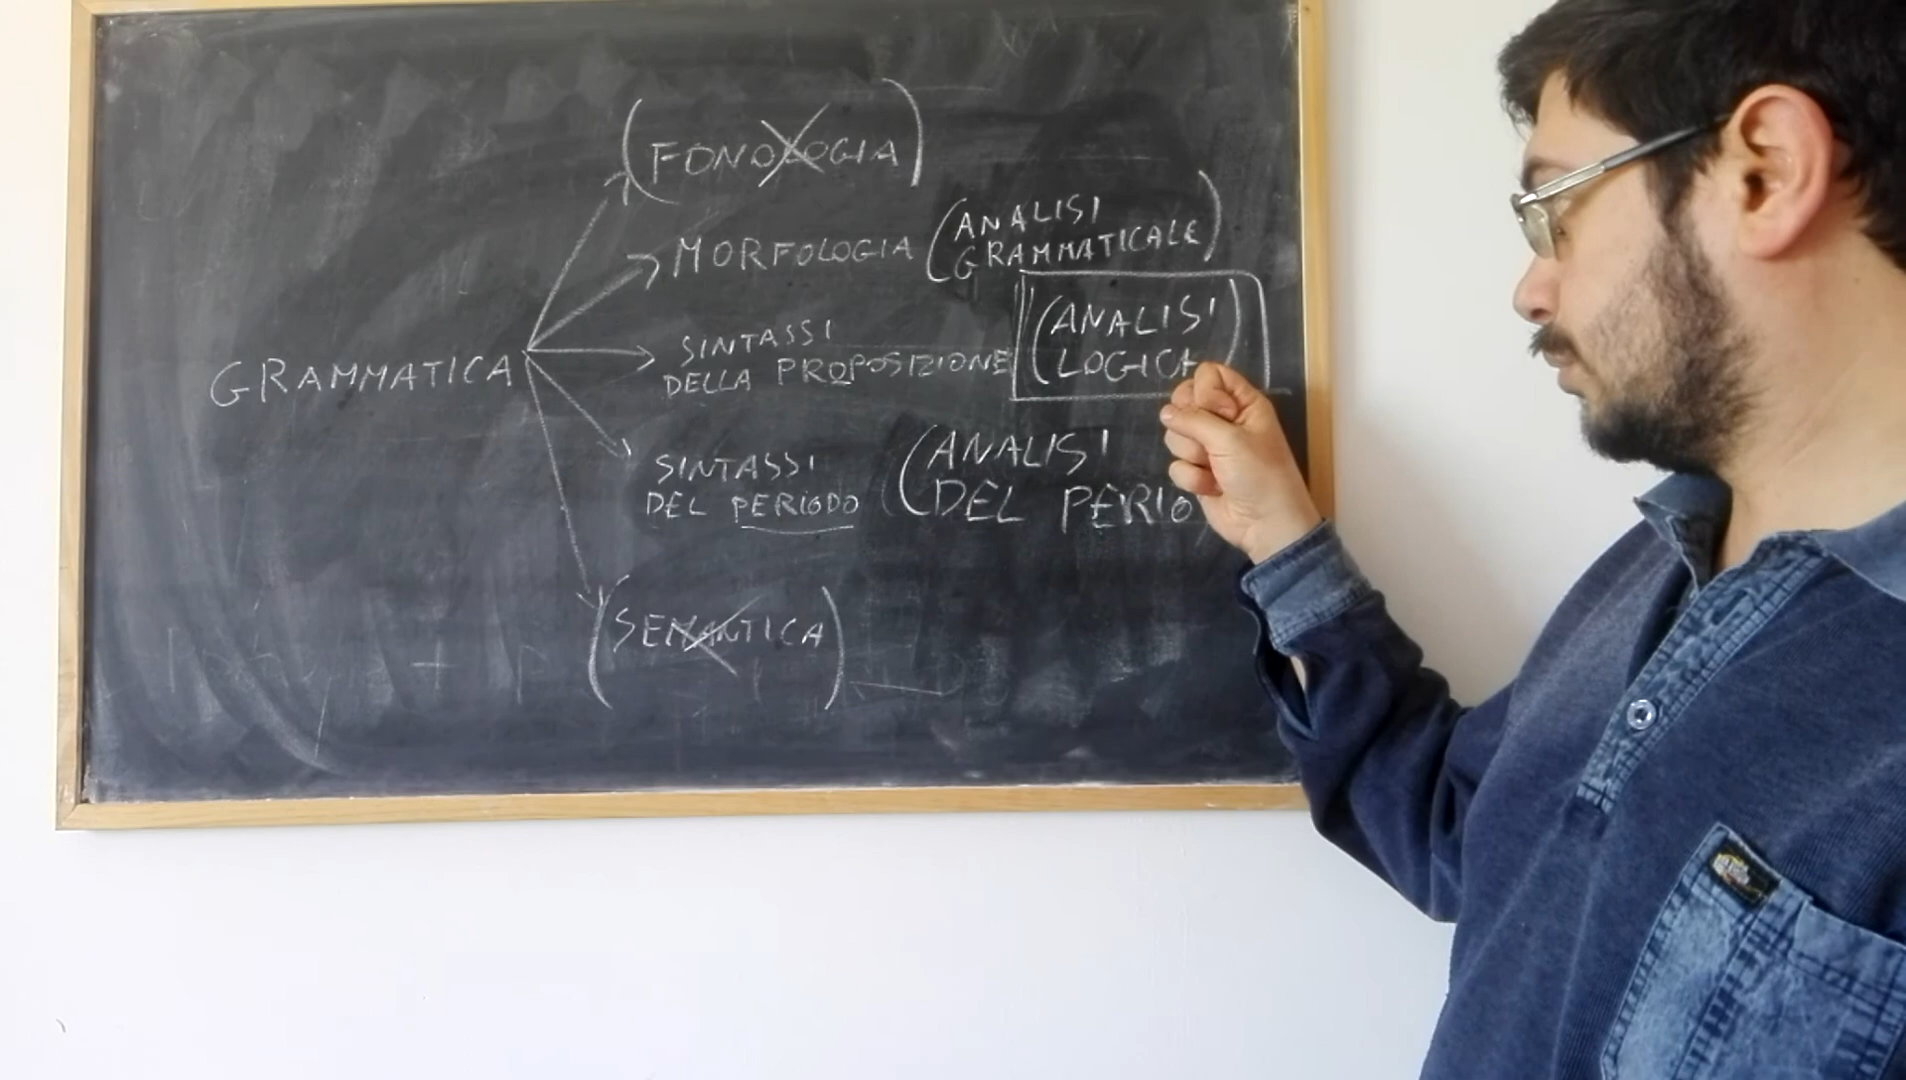 (FONOLOGIA)
MORFOLOGIA (ANALISI
GRAMMATICALE)
GRAMMATICA
SINTASSI
DELLA PROPOSIZIONE
(ANALISI
LOGICA)
SINTASSI
DEL PERIODO
(ANALISI
DEL PERIO
(SEMANTICA)